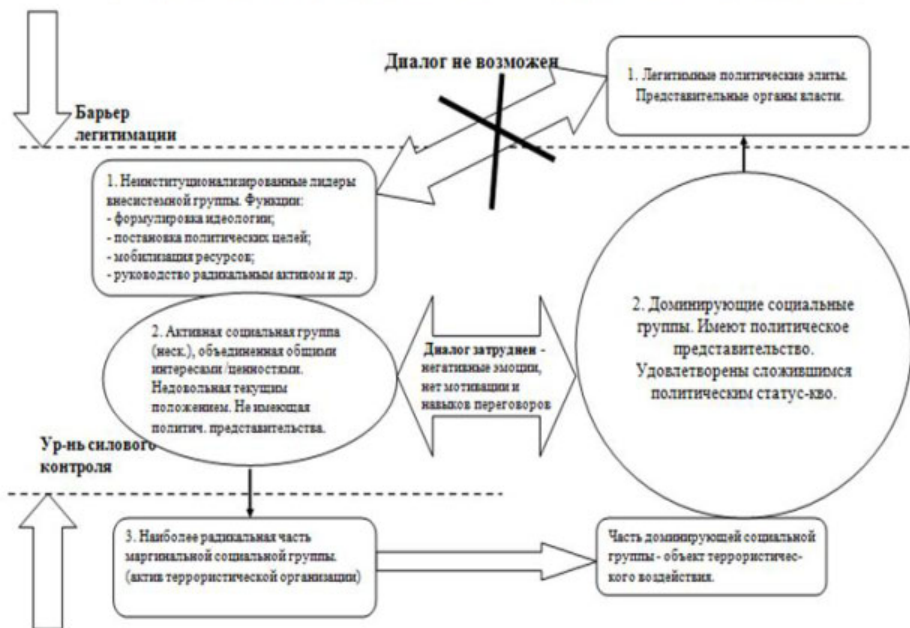 Диалог не возможен
1. Легитимные политические элиты.
Представительные органы власти.
Барьер
легитимации
1. Неинституционализированные лидеры
внесистемной группы. Функции:
- формулировка идеологии;
- постановка политических целей;
- мобилизация ресурсов;
- руководство радикальным активом и др.
2. Активная социальная группа
(неск.), объединенная общими
интересами /ценностями.
Недовольная текущим
положением. Не имеющая
политич. представительства.
Диалог затруднен -
негативные эмоции,
нет мотивации и
навыков переговоров
2. Доминирующие социальные
группы. Имеют политическое
представительство.
Удовлетворены сложившимся
политическим статус-кво.
Ур-нь силового
контроля
3. Наиболее радикальная часть
маргинальной социальной группы.
(актив террористической организации)
Часть доминирующей социальной
группы - объект террористичес-
кого воздействия.